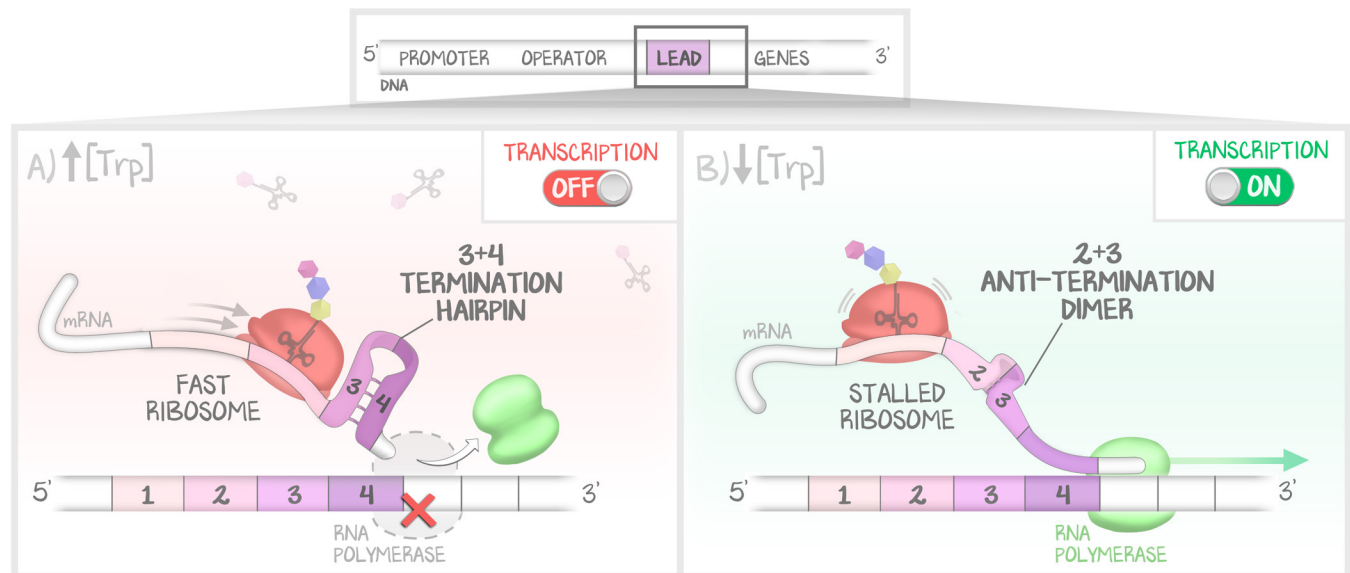 5' PROMOTER OPERATOR LEAD GENES 3'
DNA
A) ↑[Trp]
TRANSCRIPTION
OFF
3+4
TERMINATION
HAIRPIN
mRNA
FAST
RIBOSOME
3
4
5' 1 2 3 4 3'
RNA
POLYMERASE
B) ↓[Trp]
TRANSCRIPTION
ON
2+3
ANTI-TERMINATION
DIMER
mRNA
STALLED
RIBOSOME
2
3
5' 1 2 3 4 3'
RNA
POLYMERASE